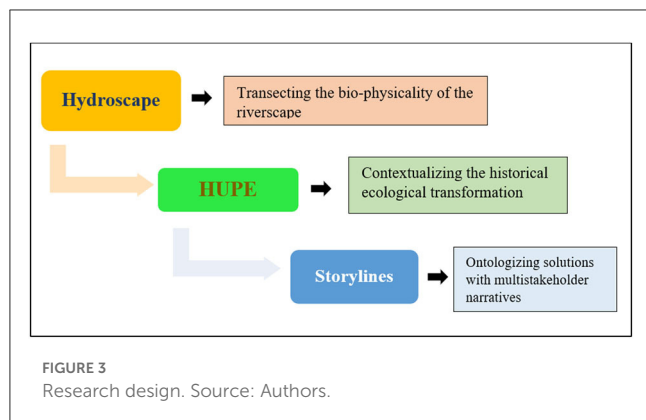 Hydroscape
Transecting the bio-physicality of the
riverscape
HUPE
Contextualizing the historical
ecological transformation
Storylines
Ontologizing solutions
with multistakeholder
narratives
FIGURE 3
Research design. Source: Authors.